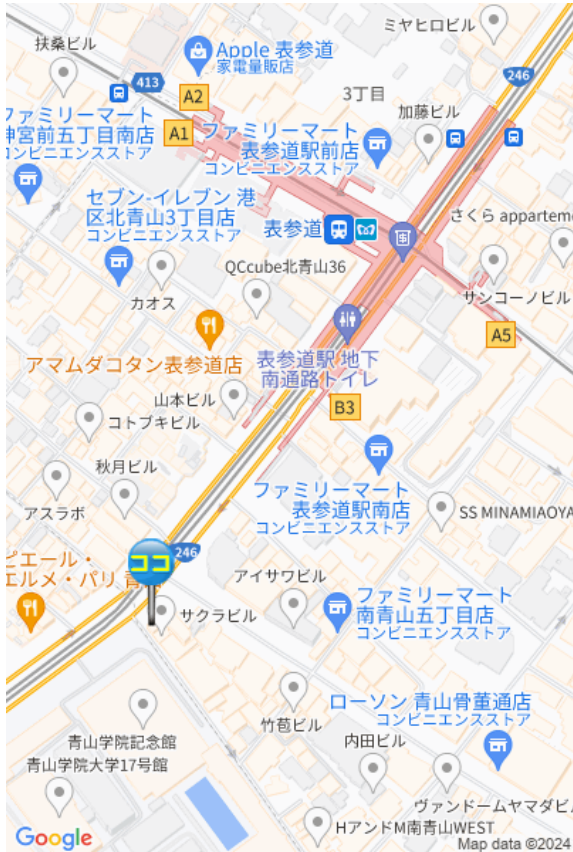 ミヤヒロビル
扶桑ビル
Apple 表参道
家電量販店
246
413
A2
3丁目
加藤ビル
ファミリーマート
神宮前五丁目南店
コンビニエンスストア
A1
ファミリーマート
表参道駅前店
コンビニエンスストア
セブン-イレブン 港
区北青山3丁目店
コンビニエンスストア
表参道
さくら apparteme
QCcube北青山36
カオス
サンコーノビル
A5
アマムダコタン表参道店
表参道駅 地下
南通路トイレ
山本ビル
B3
コトブキビル
秋月ビル
ファミリーマート
表参道駅南店
コンビニエンスストア
アスラボ
SS MINAMIAOYA
ココ
246
ピエール・
エルメ・パリ 青
アイサワビル
サクラビル
ファミリーマート
南青山五丁目店
コンビニエンスストア
ローソン 青山骨董通店
コンビニエンスストア
竹苞ビル
青山学院記念館
内田ビル
青山学院大学17号館
ヴァンドームヤマダビル
HアンドM南青山WEST
Google
Map data ©2024